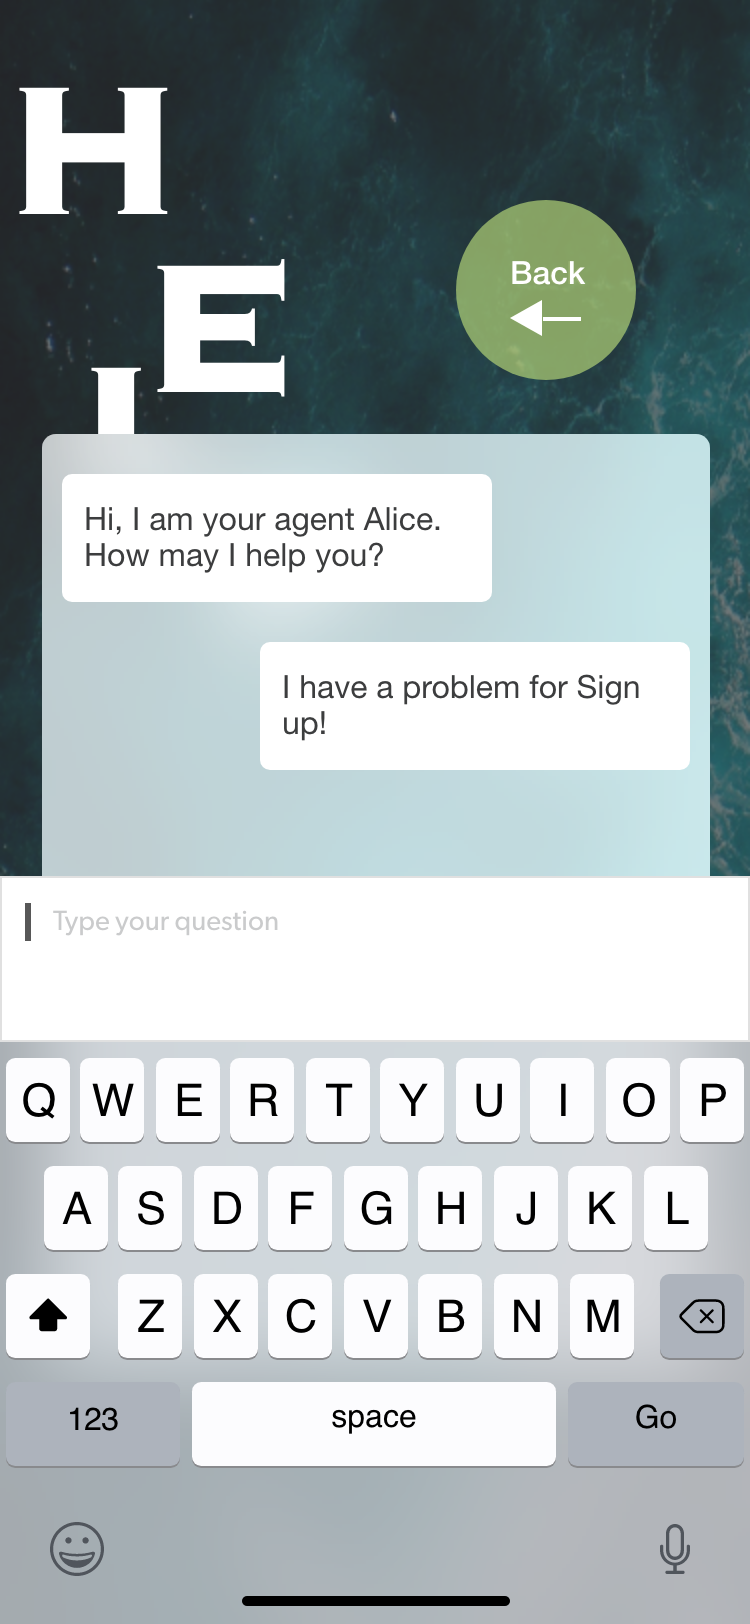 H
E
Back
Hi, I am your agent Alice.
How may I help you?
I have a problem for Sign
up!
Type your question
Q W E R T Y U I O P
A S D F G H J K L
Z X C V B N M
123 space Go